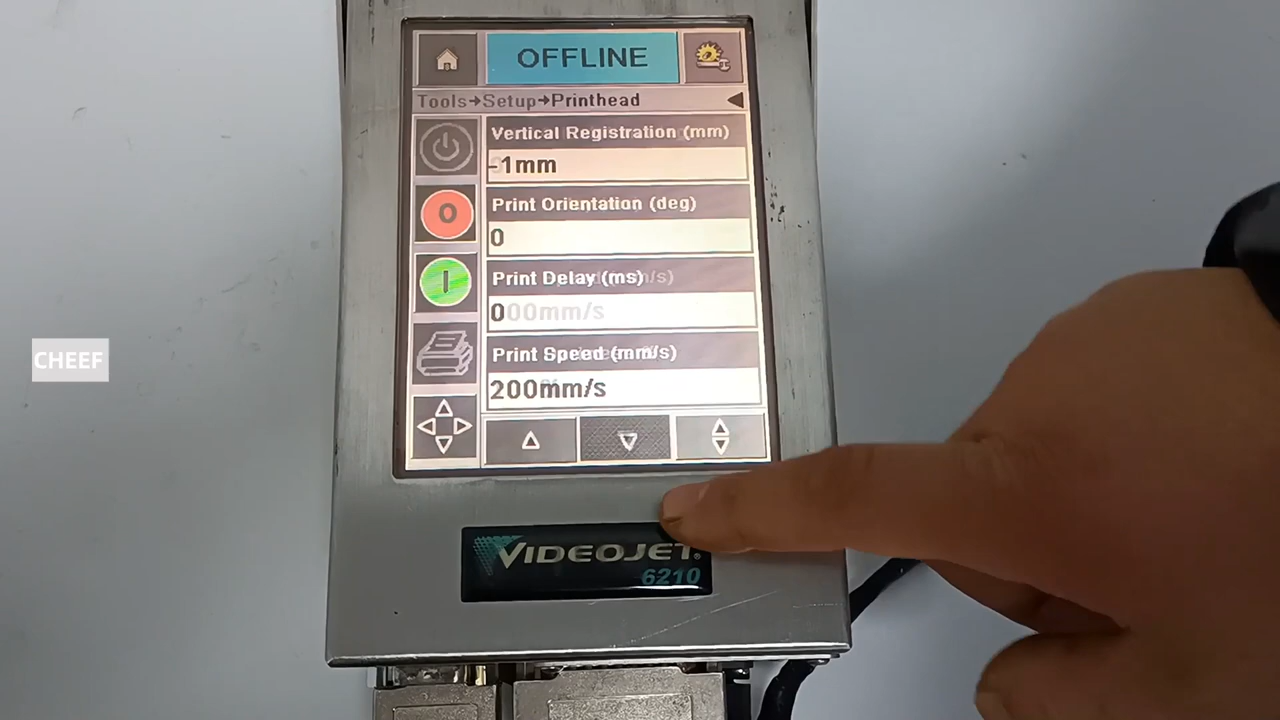 OFFLINE
Tools→Setup→Printhead
Vertical Registration (mm)
-1mm
Print Orientation (deg)
0
Print Delay (ms)
0
Print Speed (mm/s)
200mm/s
CHEEF
VIDEOJET®
6210